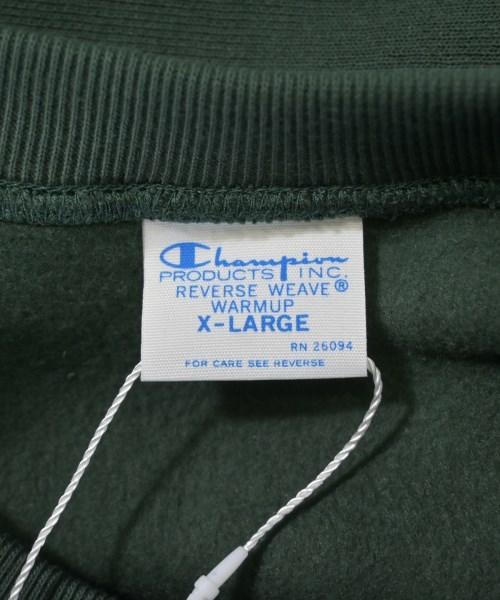 Champion
PRODUCTS INC.
REVERSE WEAVE®
WARMUP
X-LARGE
RN 26094
FOR CARE SEE REVERSE